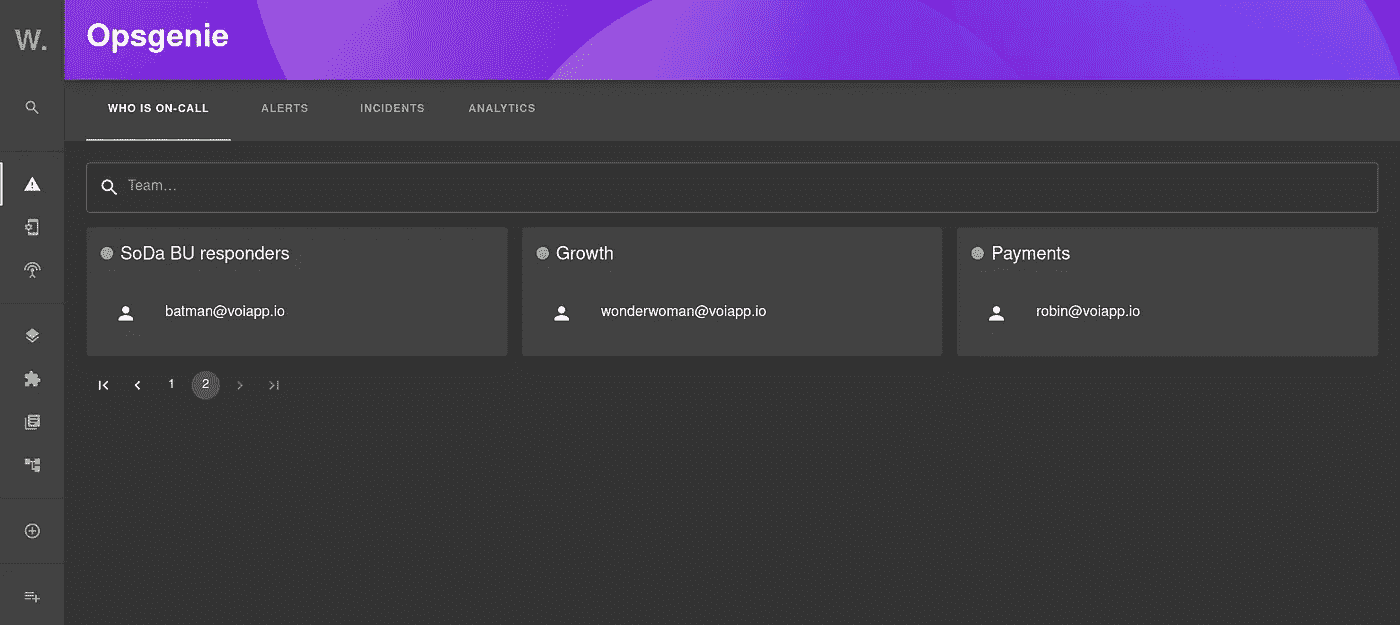 W.
Opsgenie
WHO IS ON-CALL ALERTS INCIDENTS ANALYTICS
Team...
SoDa BU responders Growth Payments
batman@voiapp.io wonderwoman@voiapp.io robin@voiapp.io
1 2